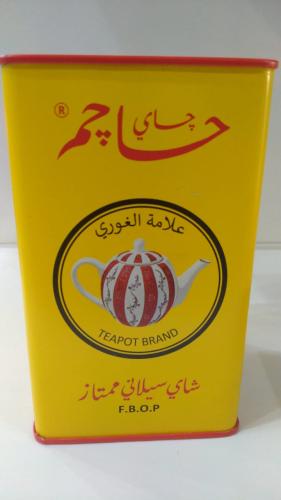 چاي
حاچم ®
علامة الغوري
TEAPOT BRAND
شاي سيلاني ممتاز
F.B.O.P